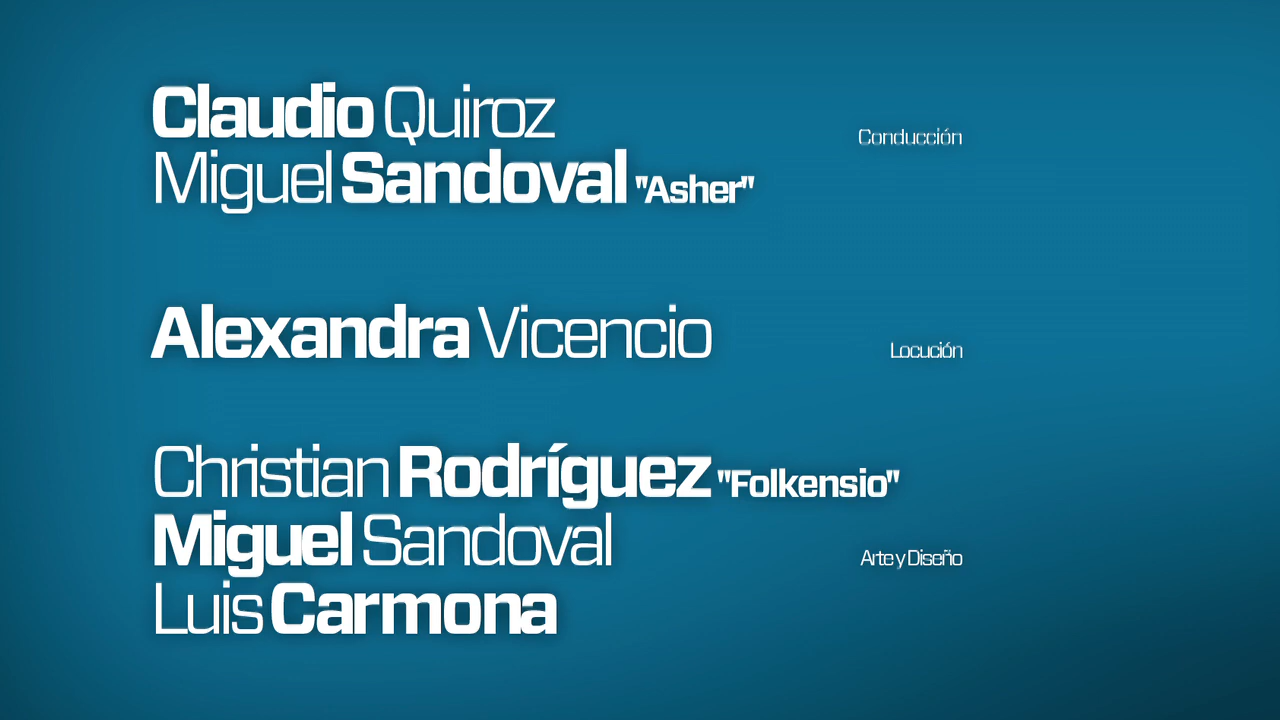 Claudio Quiroz
Conducción
Miguel Sandoval "Asher"
Alexandra Vicencio
Locución
Christian Rodríguez "Folkensio"
Miguel Sandoval
Arte y Diseño
Luis Carmona